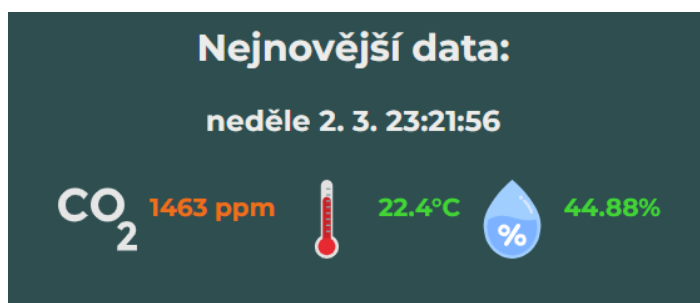 Nejnovější data:
neděle 2. 3. 23:21:56
CO2 1463 ppm 22.4°C % 44.88%